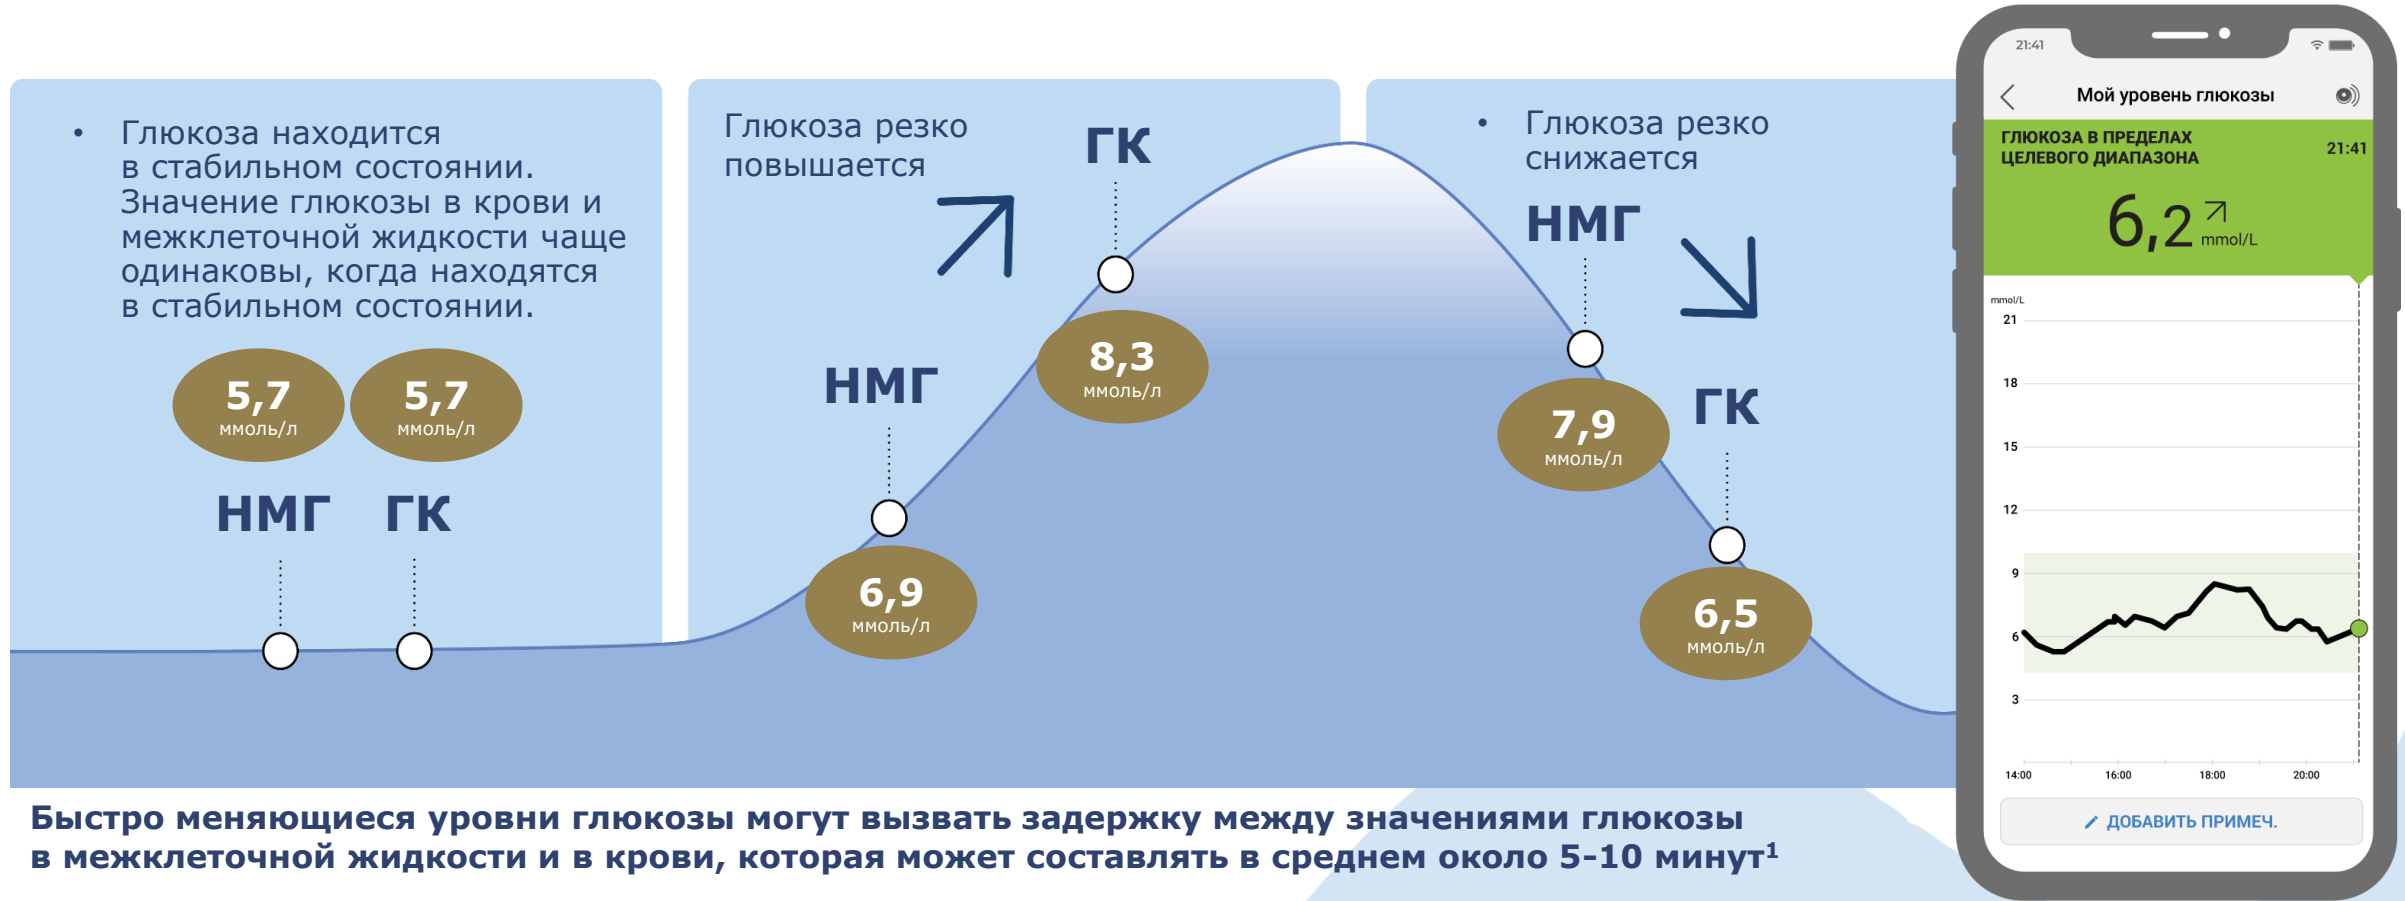 • Глюкоза находится
в стабильном состоянии.
Значение глюкозы в крови и
межклеточной жидкости чаще
одинаковы, когда находятся
в стабильном состоянии.
5,7
ммоль/л
5,7
ммоль/л
НМГ ГК
Глюкоза резко
повышается
ГК
8,3
ммоль/л
НМГ
6,9
ммоль/л
• Глюкоза резко
снижается
НМГ
7,9
ммоль/л
ГК
6,5
ммоль/л
21:41
Мой уровень глюкозы
ГЛЮКОЗА В ПРЕДЕЛАХ
ЦЕЛЕВОГО ДИАПАЗОНА
21:41
6,2
mmol/L
mmol/L
21
18
15
12
9
6
3
14:00 16:00 18:00 20:00
ДОБАВИТЬ ПРИМЕЧ.
Быстро меняющиеся уровни глюкозы могут вызвать задержку между значениями глюкозы
в межклеточной жидкости и в крови, которая может составлять в среднем около 5-10 минут¹